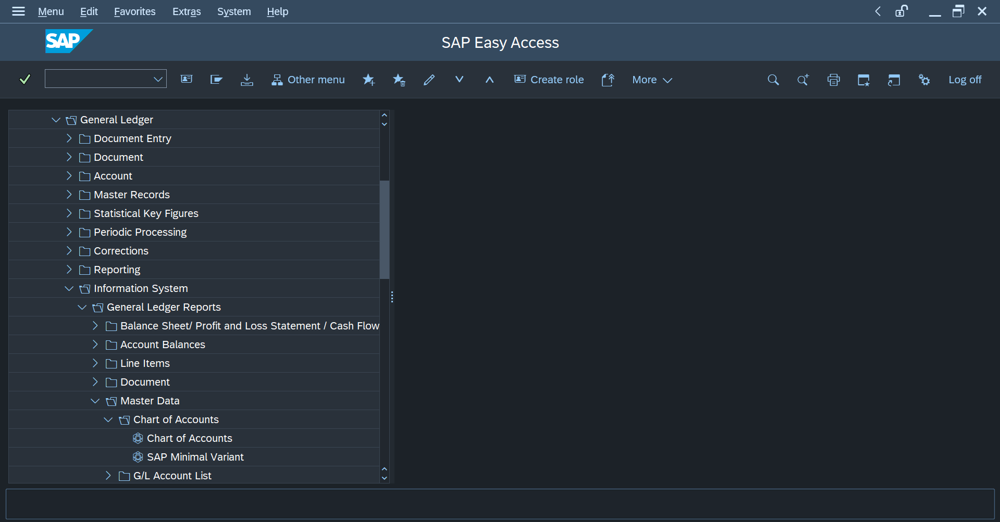 Menu Edit Favorites Extras System Help
SAP SAP Easy Access
Other menu Create role More Log off
General Ledger
Document Entry
Document
Account
Master Records
Statistical Key Figures
Periodic Processing
Corrections
Reporting
Information System
General Ledger Reports
Balance Sheet/ Profit and Loss Statement / Cash Flow
Account Balances
Line Items
Document
Master Data
Chart of Accounts
Chart of Accounts
SAP Minimal Variant
G/L Account List